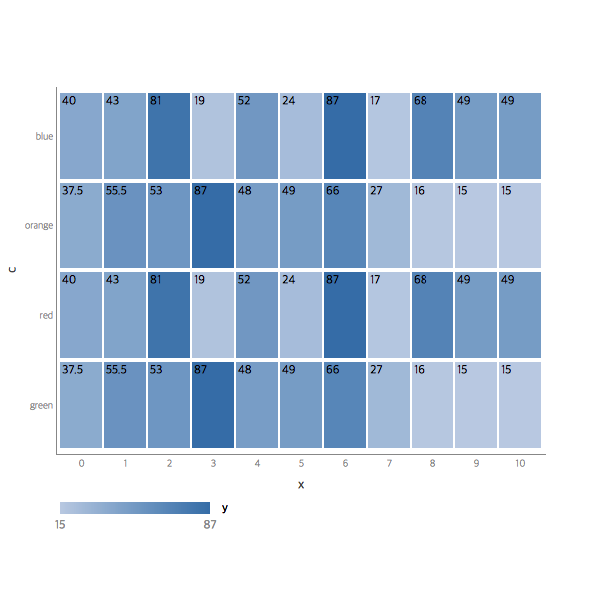 40 43 81 19 52 24 87 17 68 49 49
blue
37.5 55.5 53 87 48 49 66 27 16 15 15
orange
c
40 43 81 19 52 24 87 17 68 49 49
red
37.5 55.5 53 87 48 49 66 27 16 15 15
green
0 1 2 3 4 5 6 7 8 9 10
x
y
15 87